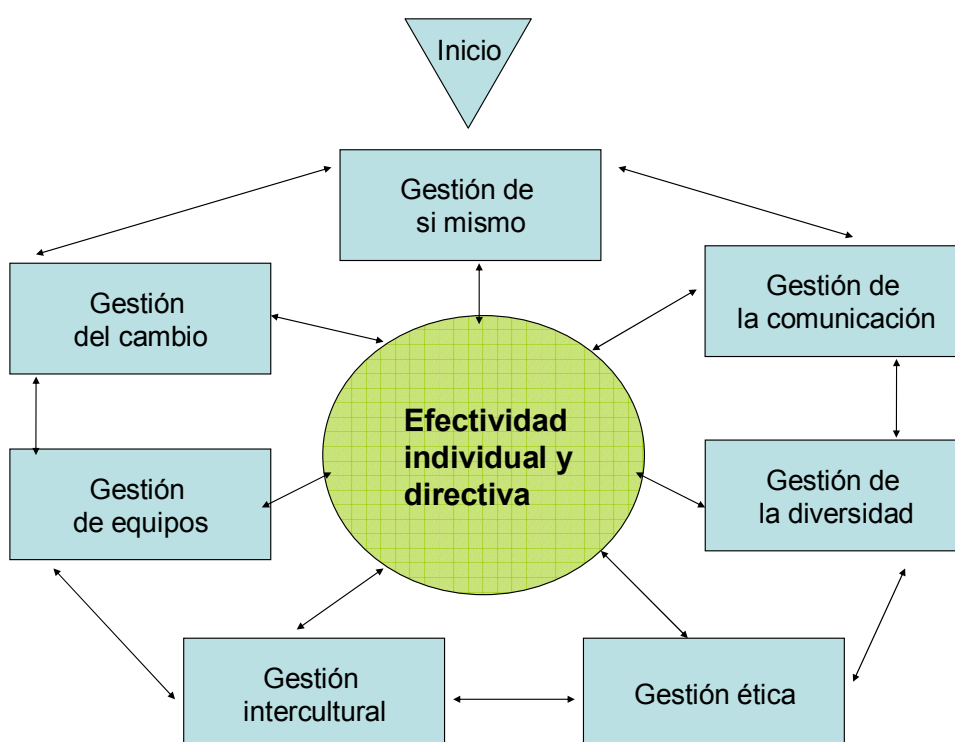 Inicio
Gestión de
si mismo
Gestión
del cambio
Gestión de
la comunicación
Efectividad
individual y
directiva
Gestión
de equipos
Gestión de
la diversidad
Gestión
intercultural
Gestión ética